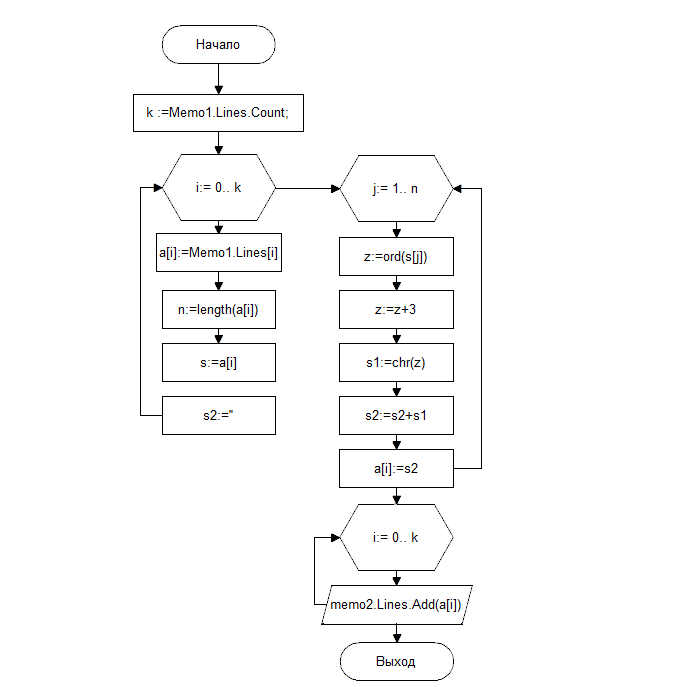 Начало
k :=Memo1.Lines.Count;
i:= 0.. k
a[i]:=Memo1.Lines[i]
n:=length(a[i])
s:=a[i]
s2:=''
j:= 1.. n
z:=ord(s[j])
z:=z+3
s1:=chr(z)
s2:=s2+s1
a[i]:=s2
i:= 0.. k
memo2.Lines.Add(a[i])
Выход